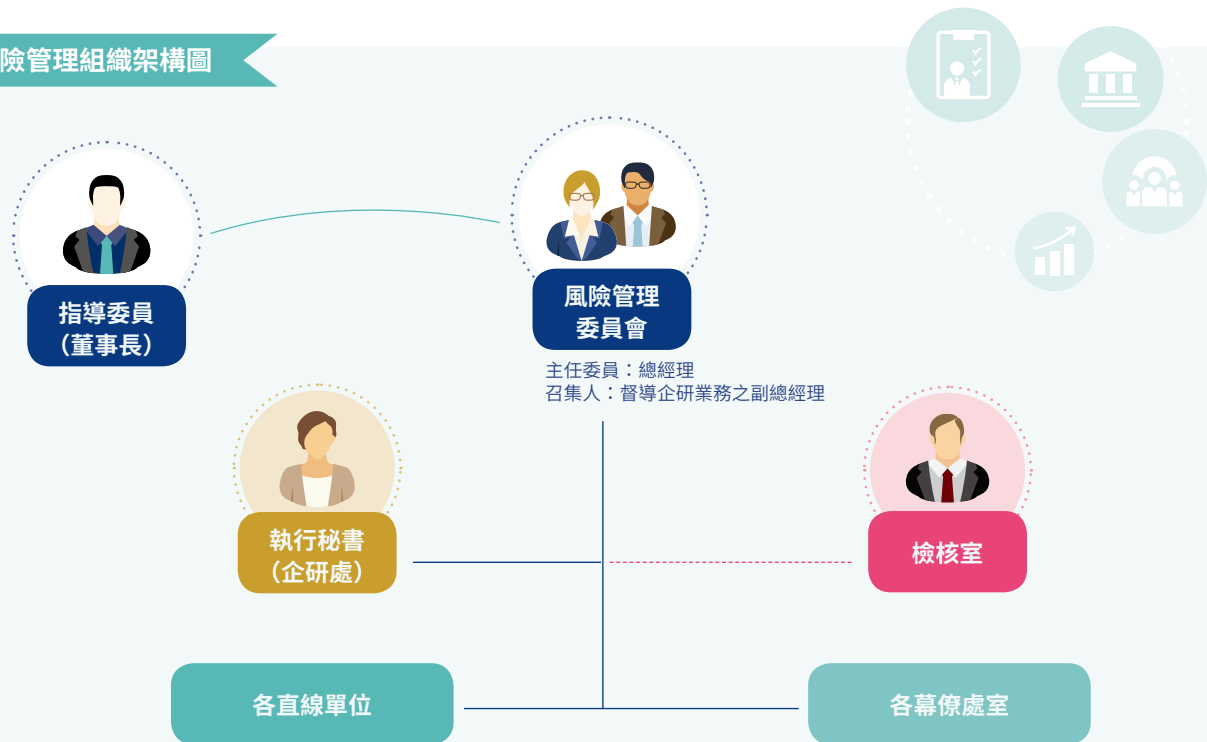 險管理組織架構圖
指導委員
（董事長）
風險管理
委員會
主任委員：總經理
召集人：督導企研業務之副總經理
執行秘書
（企研處）
檢核室
各直線單位
各幕僚處室